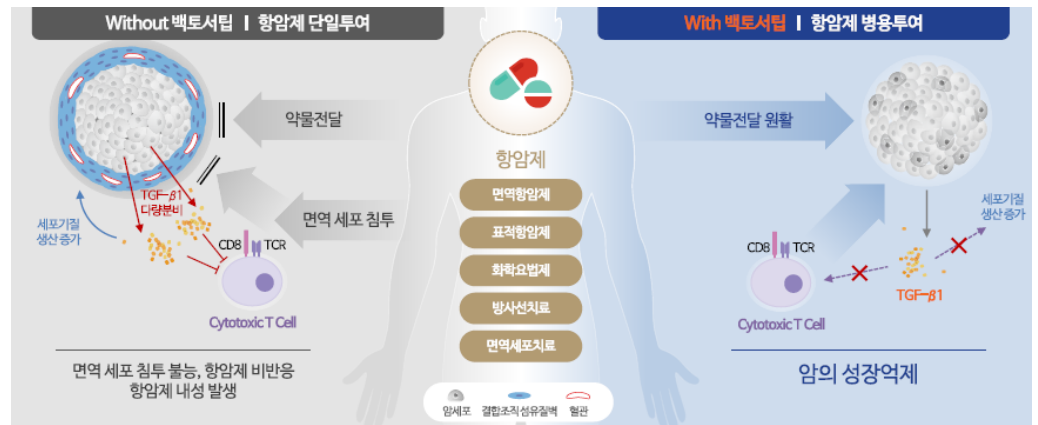 Without 백토서팁 | 항암제 단일투여
With 백토서팁 | 항암제 병용투여
약물전달
TGF-β1
다량분비
세포기질
생산 증가
면역 세포 침투
CD8
TCR
Cytotoxic T Cell
면역 세포 침투 불능, 항암제 비반응
항암제 내성 발생
항암제
면역항암제
표적항암제
화학요법제
방사선치료
면역세포치료
암세포
결합조직 섬유질벽
혈관
약물전달 원활
세포기질
생산 증가
CD8
TCR
TGF-β1
Cytotoxic T Cell
암의 성장억제